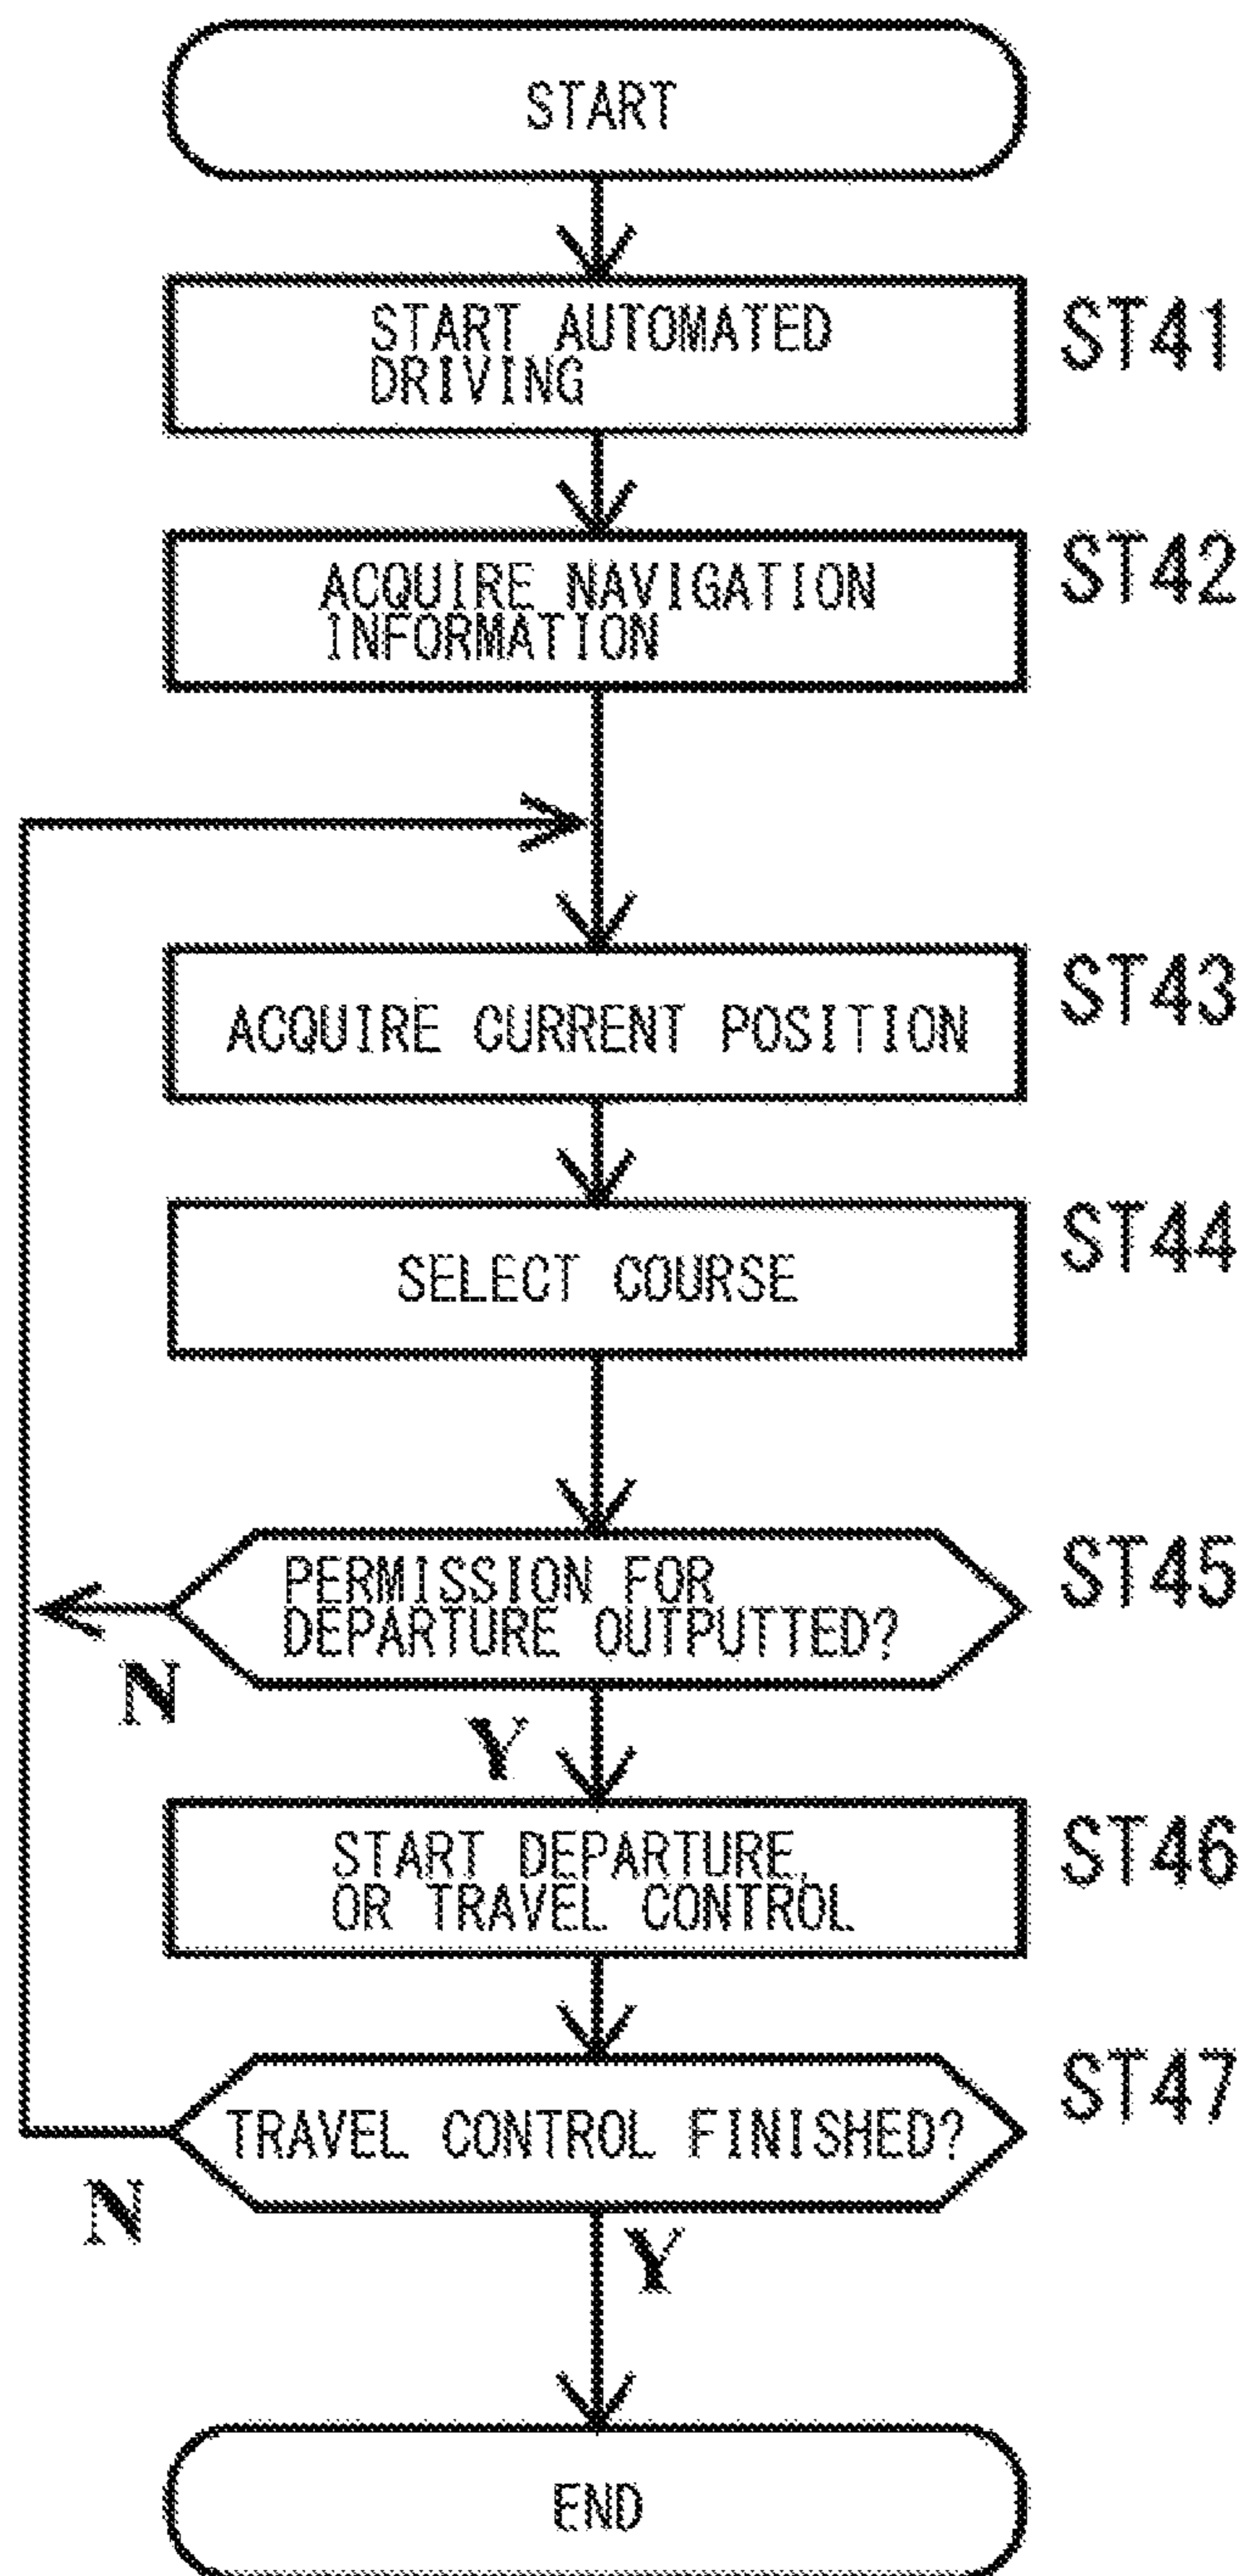 START
START AUTOMATED
DRIVING
ST41
ACQUIRE NAVIGATION
INFORMATION
ST42
ACQUIRE CURRENT POSITION
ST43
SELECT COURSE
ST44
PERMISSION FOR
DEPARTURE OUTPUTTED?
ST45
N
Y
START DEPARTURE,
OR TRAVEL CONTROL
ST46
TRAVEL CONTROL FINISHED?
ST47
N
Y
END